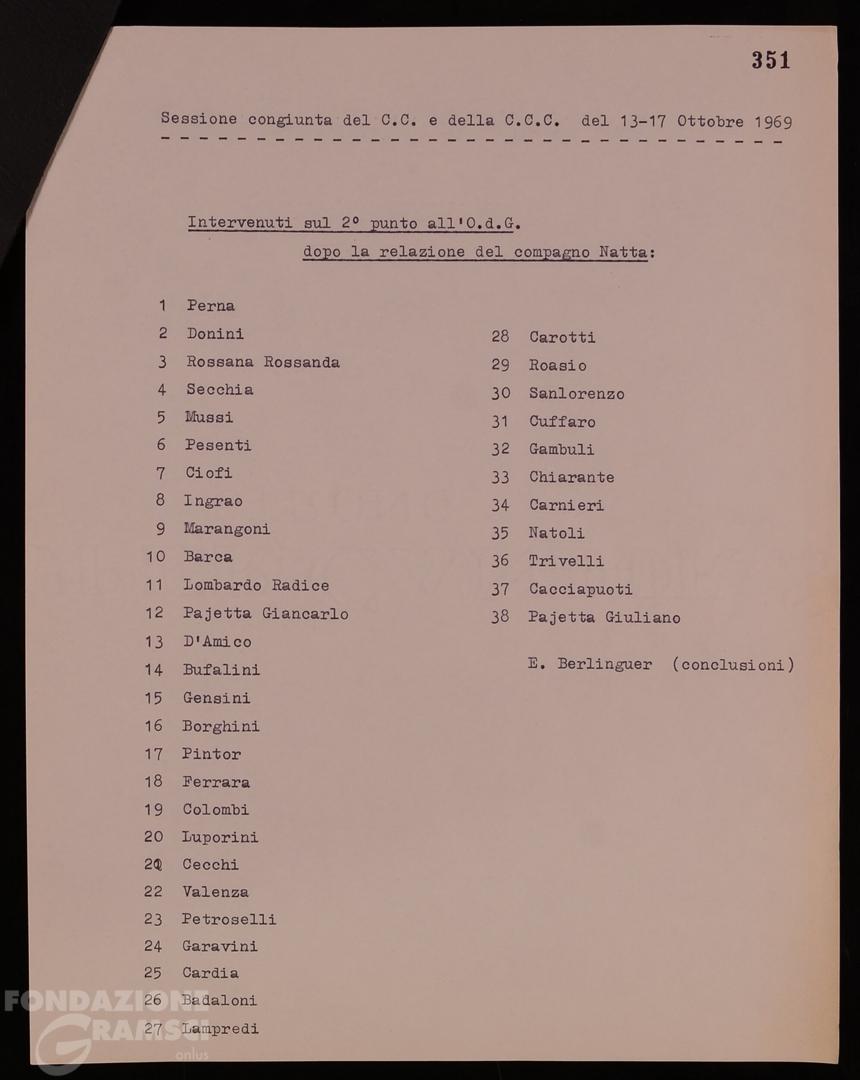 351
Sessione congiunta del C.C. e della C.C.C. del 13-17 Ottobre 1969
- - - - - - - - - - - - - - - - - - - - - - - - - - - - - - - - -
Intervenuti sul 2º punto all'O.d.G.
dopo la relazione del compagno Natta:
1 Perna
2 Donini
3 Rossana Rossanda
4 Secchia
5 Mussi
6 Pesenti
7 Ciofi
8 Ingrao
9 Marangoni
10 Barca
11 Lombardo Radice
12 Pajetta Giancarlo
13 D'Amico
14 Bufalini
15 Gensini
16 Borghini
17 Pintor
18 Ferrara
19 Colombi
20 Luporini
21 Cecchi
22 Valenza
23 Petroselli
24 Garavini
25 Cardia
26 Badaloni
27 Lampredi
28 Carotti
29 Roasio
30 Sanlorenzo
31 Cuffaro
32 Gambuli
33 Chiarante
34 Carnieri
35 Natoli
36 Trivelli
37 Cacciapuoti
38 Pajetta Giuliano
E. Berlinguer (conclusioni)
FONDAZIONE
GRAMSCI
onlus